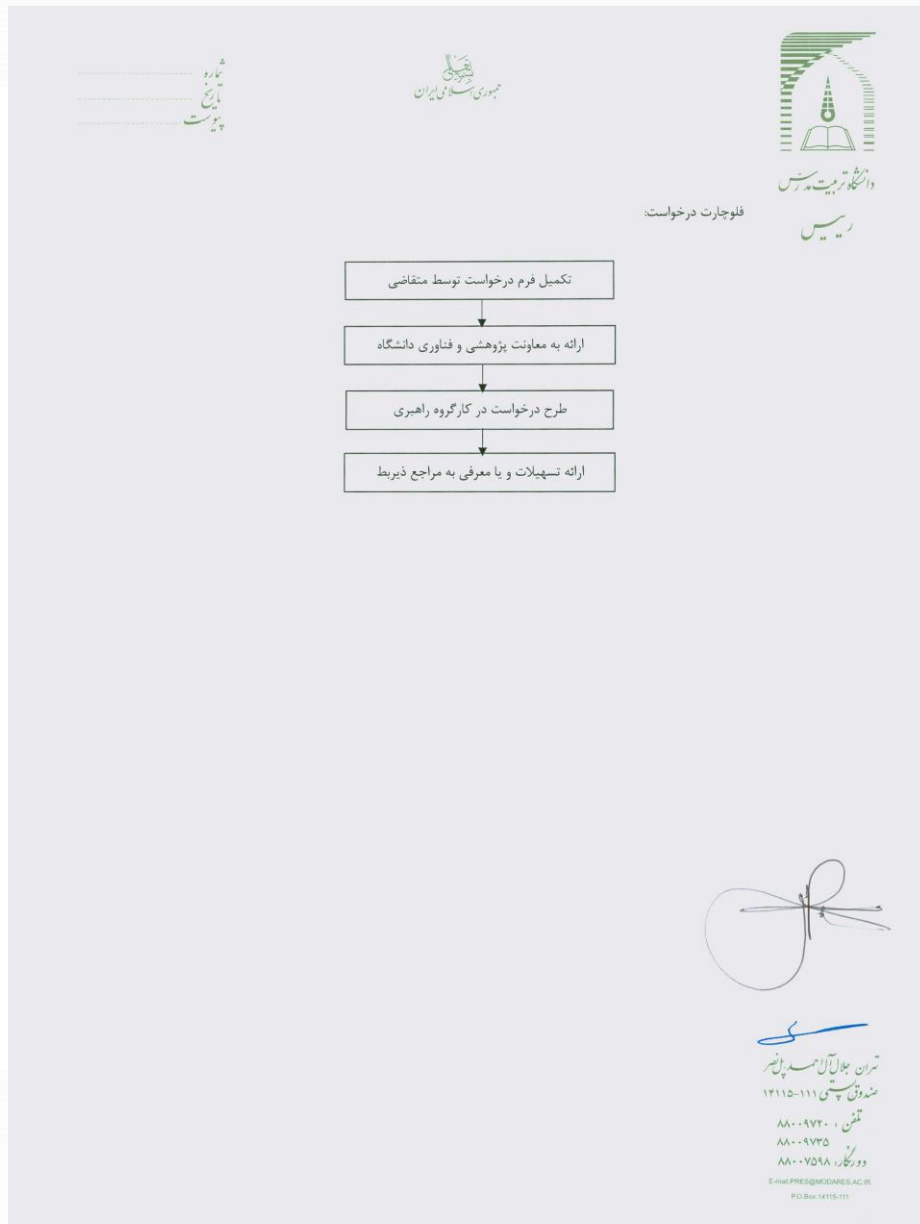 شماره
تاریخ
پیوست
بسمه تعالی
جمهوری اسلامی ایران
دانشگاه تربیت مدرس
رییس
فلوچارت درخواست:
تکمیل فرم درخواست توسط متقاضی
ارائه به معاونت پژوهشی و فناوری دانشگاه
طرح درخواست در کارگروه راهبری
ارائه تسهیلات و یا معرفی به مراجع ذیربط
تهران جلال آل احمد پل نصر
صندوق پستی ۱۱۱-۱۴۱۱۵
تلفن : ۸۸۰۰۹۷۲۰
۸۸۰۰۹۷۳۵
دورنگار: ۸۸۰۰۷۵۹۸
E-mail:PRES@MODARES.AC.IR
P.O.Box:14115-111